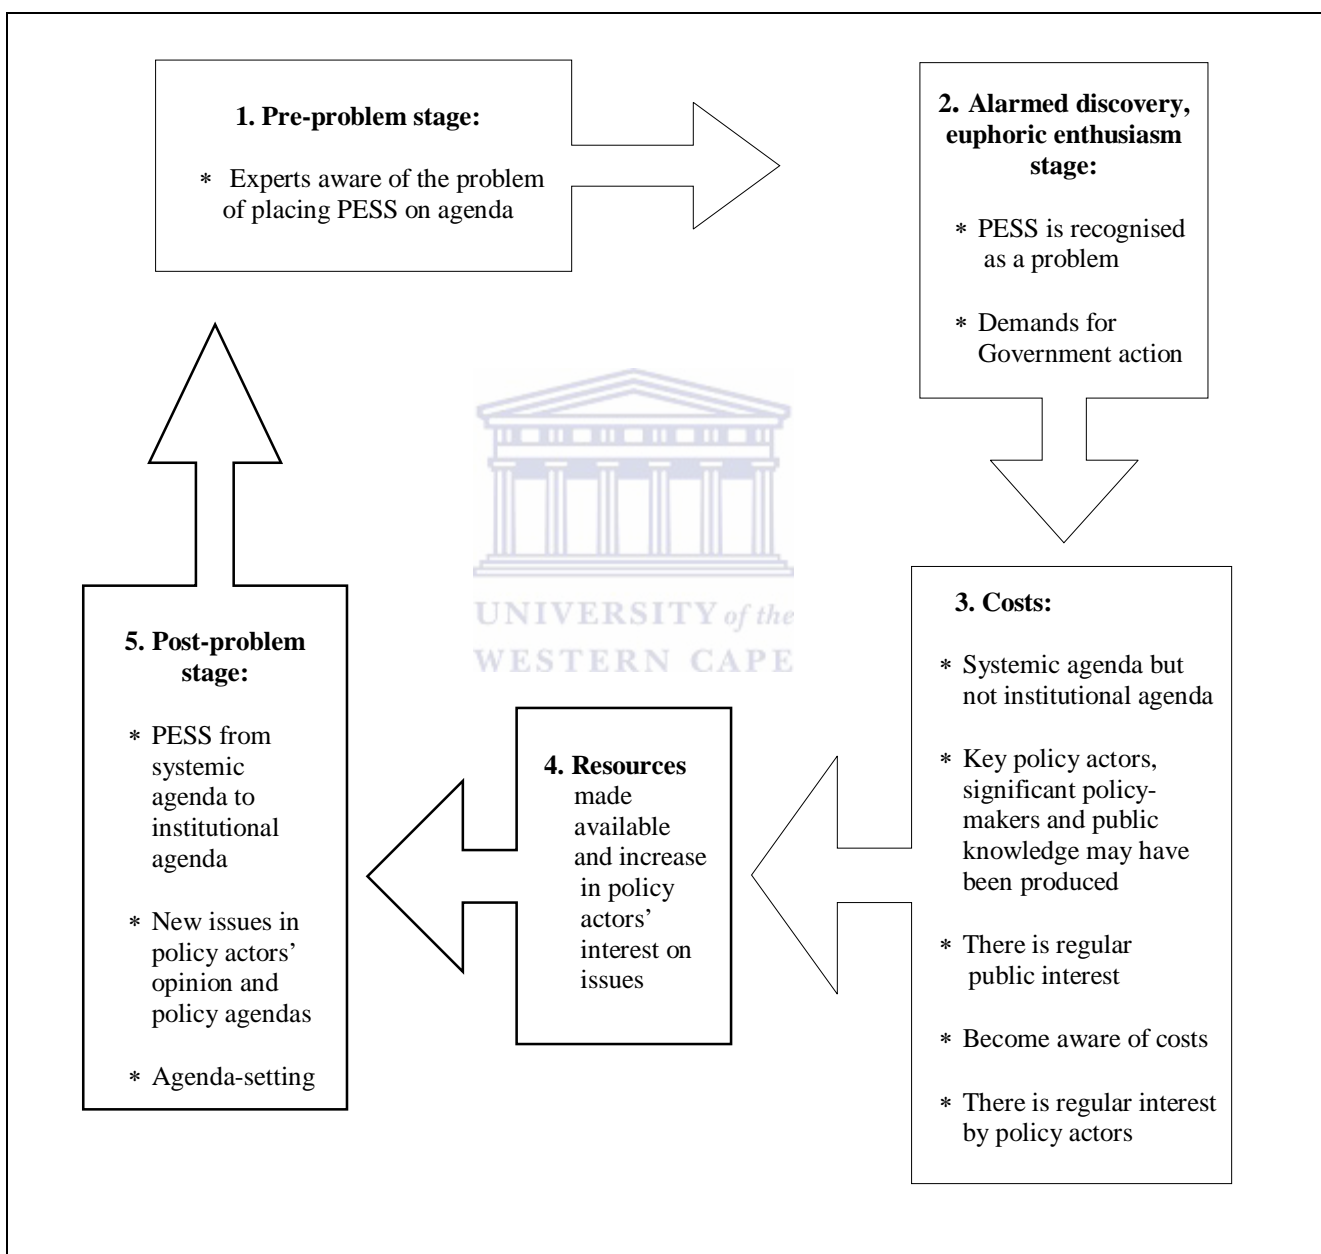 1. Pre-problem stage:
* Experts aware of the problem
of placing PESS on agenda
2. Alarmed discovery,
euphoric enthusiasm
stage:
* PESS is recognised
as a problem
* Demands for
Government action
3. Costs:
* Systemic agenda but
not institutional agenda
* Key policy actors,
significant policy-
makers and public
knowledge may have
been produced
* There is regular
public interest
* Become aware of costs
* There is regular interest
by policy actors
4. Resources
made
available
and increase
in policy
actors’
interest on
issues
5. Post-problem
stage:
* PESS from
systemic
agenda to
institutional
agenda
* New issues in
policy actors’
opinion and
policy agendas
* Agenda-setting
UNIVERSITY of the
WESTERN CAPE